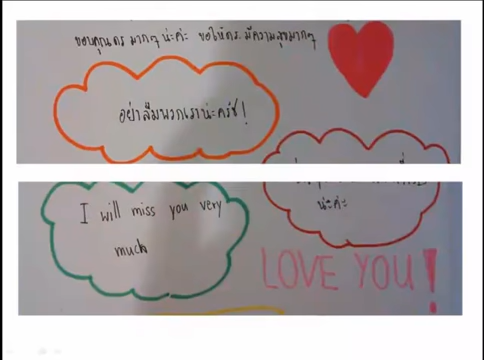 ขอบคุณครูมากๆ น่ะค่ะ ขอให้ครูมีความสุขมากๆ
อย่าลืมพวกเราน่ะครัช!
I will miss you very
much
น่ะค่ะ
LOVE YOU!